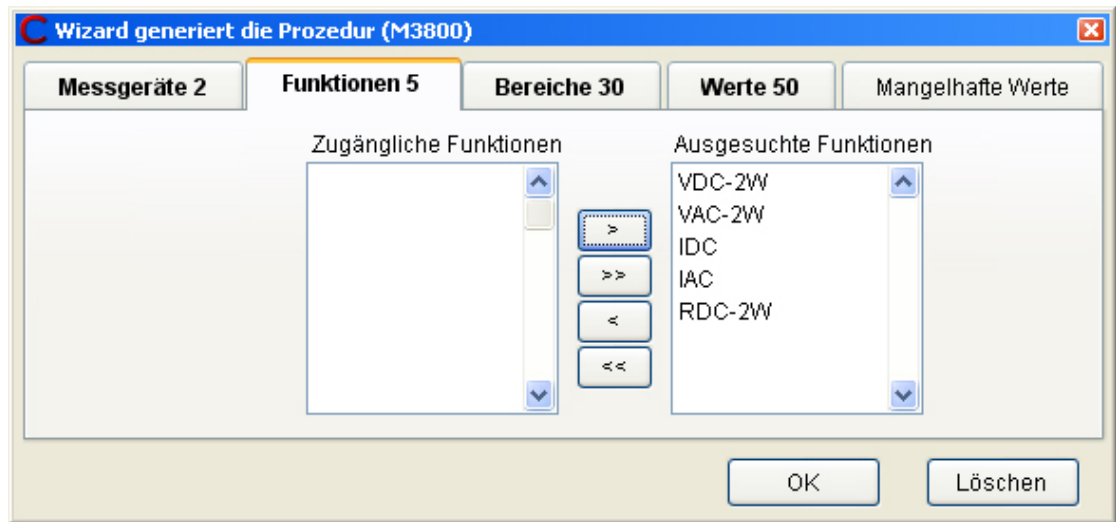 Wizard generiert die Prozedur (M3800)
Messgeräte 2
Funktionen 5
Bereiche 30
Werte 50
Mangelhafte Werte
Zugängliche Funktionen
Ausgesuchte Funktionen
VDC-2W
VAC-2W
IDC
IAC
RDC-2W
>
>>
<
<<
OK
Löschen